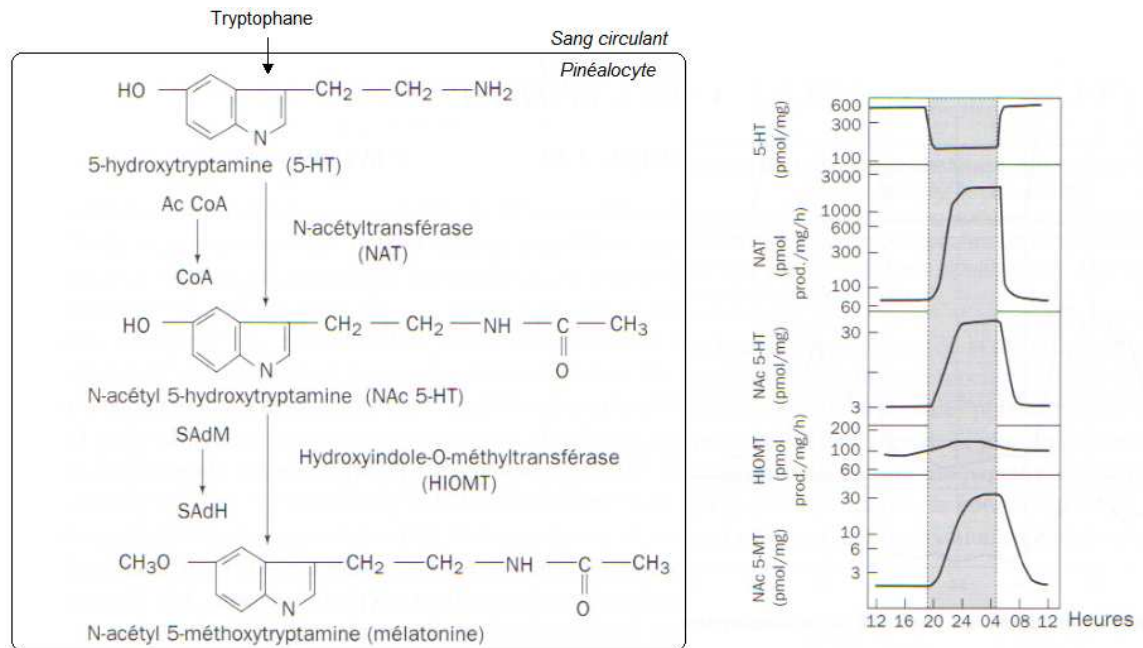 Tryptophane
Sang circulant
Pinéalocyte
HO
CH2
CH2
NH2
N
5-hydroxytryptamine (5-HT)
Ac CoA
CoA
N-acétyltransférase
(NAT)
HO
CH2
CH2
NH
C
CH3
O
N
N-acétyl 5-hydroxytryptamine (NAc 5-HT)
SAdM
SAdH
Hydroxyindole-O-méthyltransférase
(HIOMT)
CH3O
CH2
CH2
NH
C
CH3
O
N
N-acétyl 5-méthoxytryptamine (mélatonine)
5-HT
(pmol/mg)
600
300
100
NAT
(pmol
prod./mg/h)
3000
1000
600
300
100
60
NAc 5-HT
(pmol/mg)
30
3
HIOMT
(pmol
prod./mg/h)
200
100
60
NAc 5-MT
(pmol/mg)
30
10
6
3
12 16 20 24 04 08 12 Heures